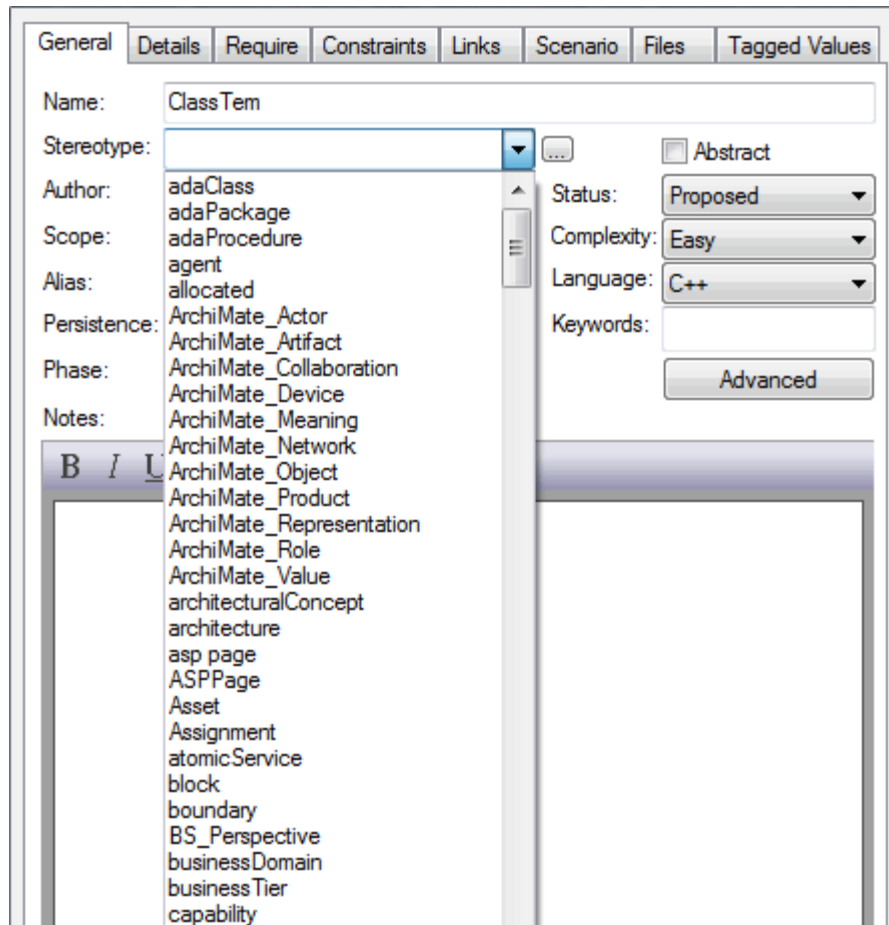 General Details Require Constraints Links Scenario Files Tagged Values
Name: ClassTem
Stereotype: ... Abstract
Author: Status: Proposed
Scope: Complexity: Easy
Alias: Language: C++
Persistence: Keywords:
Phase: Advanced
Notes:
B I U
adaClass
adaPackage
adaProcedure
agent
allocated
ArchiMate_Actor
ArchiMate_Artifact
ArchiMate_Collaboration
ArchiMate_Device
ArchiMate_Meaning
ArchiMate_Network
ArchiMate_Object
ArchiMate_Product
ArchiMate_Representation
ArchiMate_Role
ArchiMate_Value
architecturalConcept
architecture
asp page
ASPPage
Asset
Assignment
atomicService
block
boundary
BS_Perspective
businessDomain
businessTier
capability